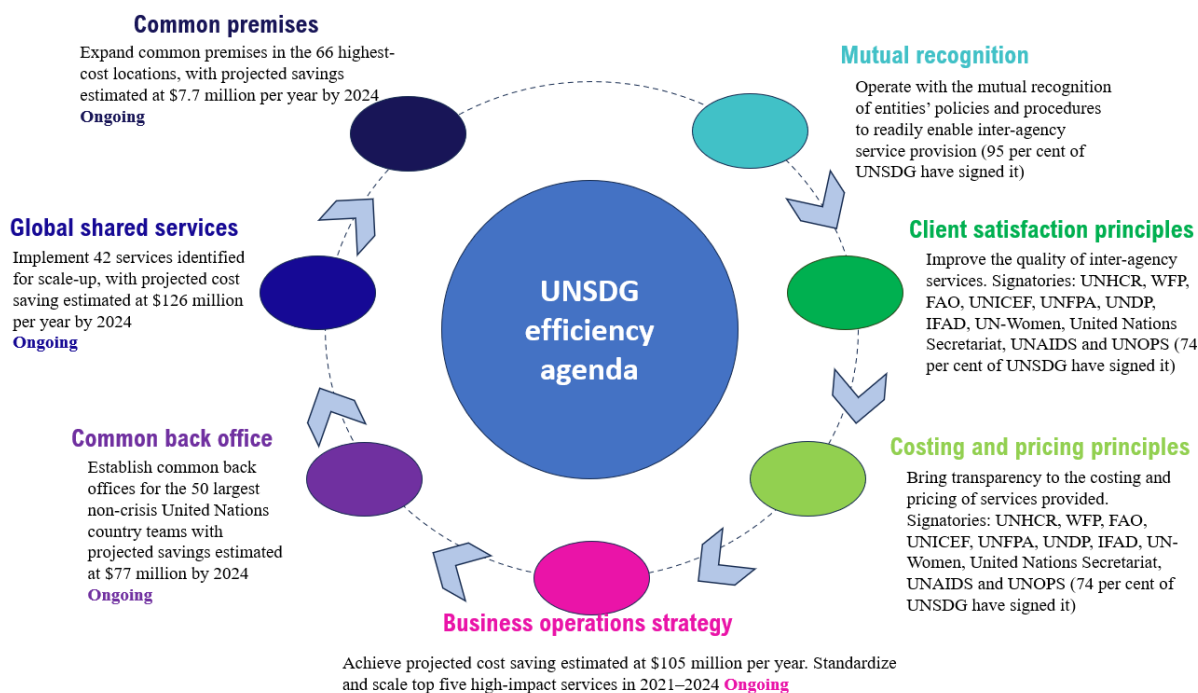 Common premises
Expand common premises in the 66 highest-
cost locations, with projected savings
estimated at $7.7 million per year by 2024
Ongoing
Mutual recognition
Operate with the mutual recognition
of entities’ policies and procedures
to readily enable inter-agency
service provision (95 per cent of
UNSDG have signed it)
Global shared services
Implement 42 services identified
for scale-up, with projected cost
saving estimated at $126 million
per year by 2024
Ongoing
Client satisfaction principles
Improve the quality of inter-agency
services. Signatories: UNHCR, WFP,
FAO, UNICEF, UNFPA, UNDP,
IFAD, UN-Women, United Nations
Secretariat, UNAIDS and UNOPS (74
per cent of UNSDG have signed it)
UNSDG
efficiency
agenda
Common back office
Establish common back
offices for the 50 largest
non-crisis United Nations
country teams with
projected savings estimated
at $77 million by 2024
Ongoing
Costing and pricing principles
Bring transparency to the costing and
pricing of services provided.
Signatories: UNHCR, WFP, FAO,
UNICEF, UNFPA, UNDP, IFAD, UN-
Women, United Nations Secretariat,
UNAIDS and UNOPS (74 per cent of
UNSDG have signed it)
Business operations strategy
Achieve projected cost saving estimated at $105 million per year. Standardize
and scale top five high-impact services in 2021–2024 Ongoing